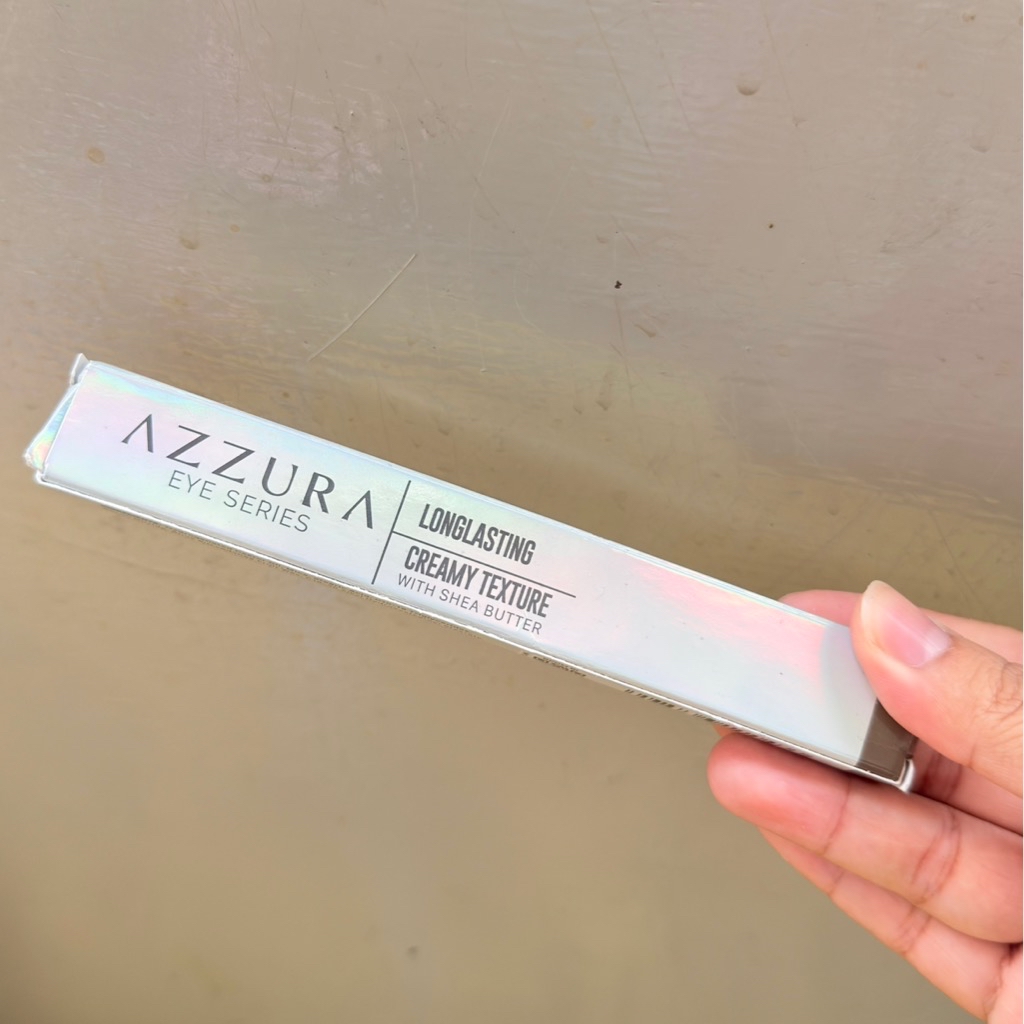 AZZURA
EYE SERIES
LONGLASTING
CREAMY TEXTURE
WITH SHEA BUTTER